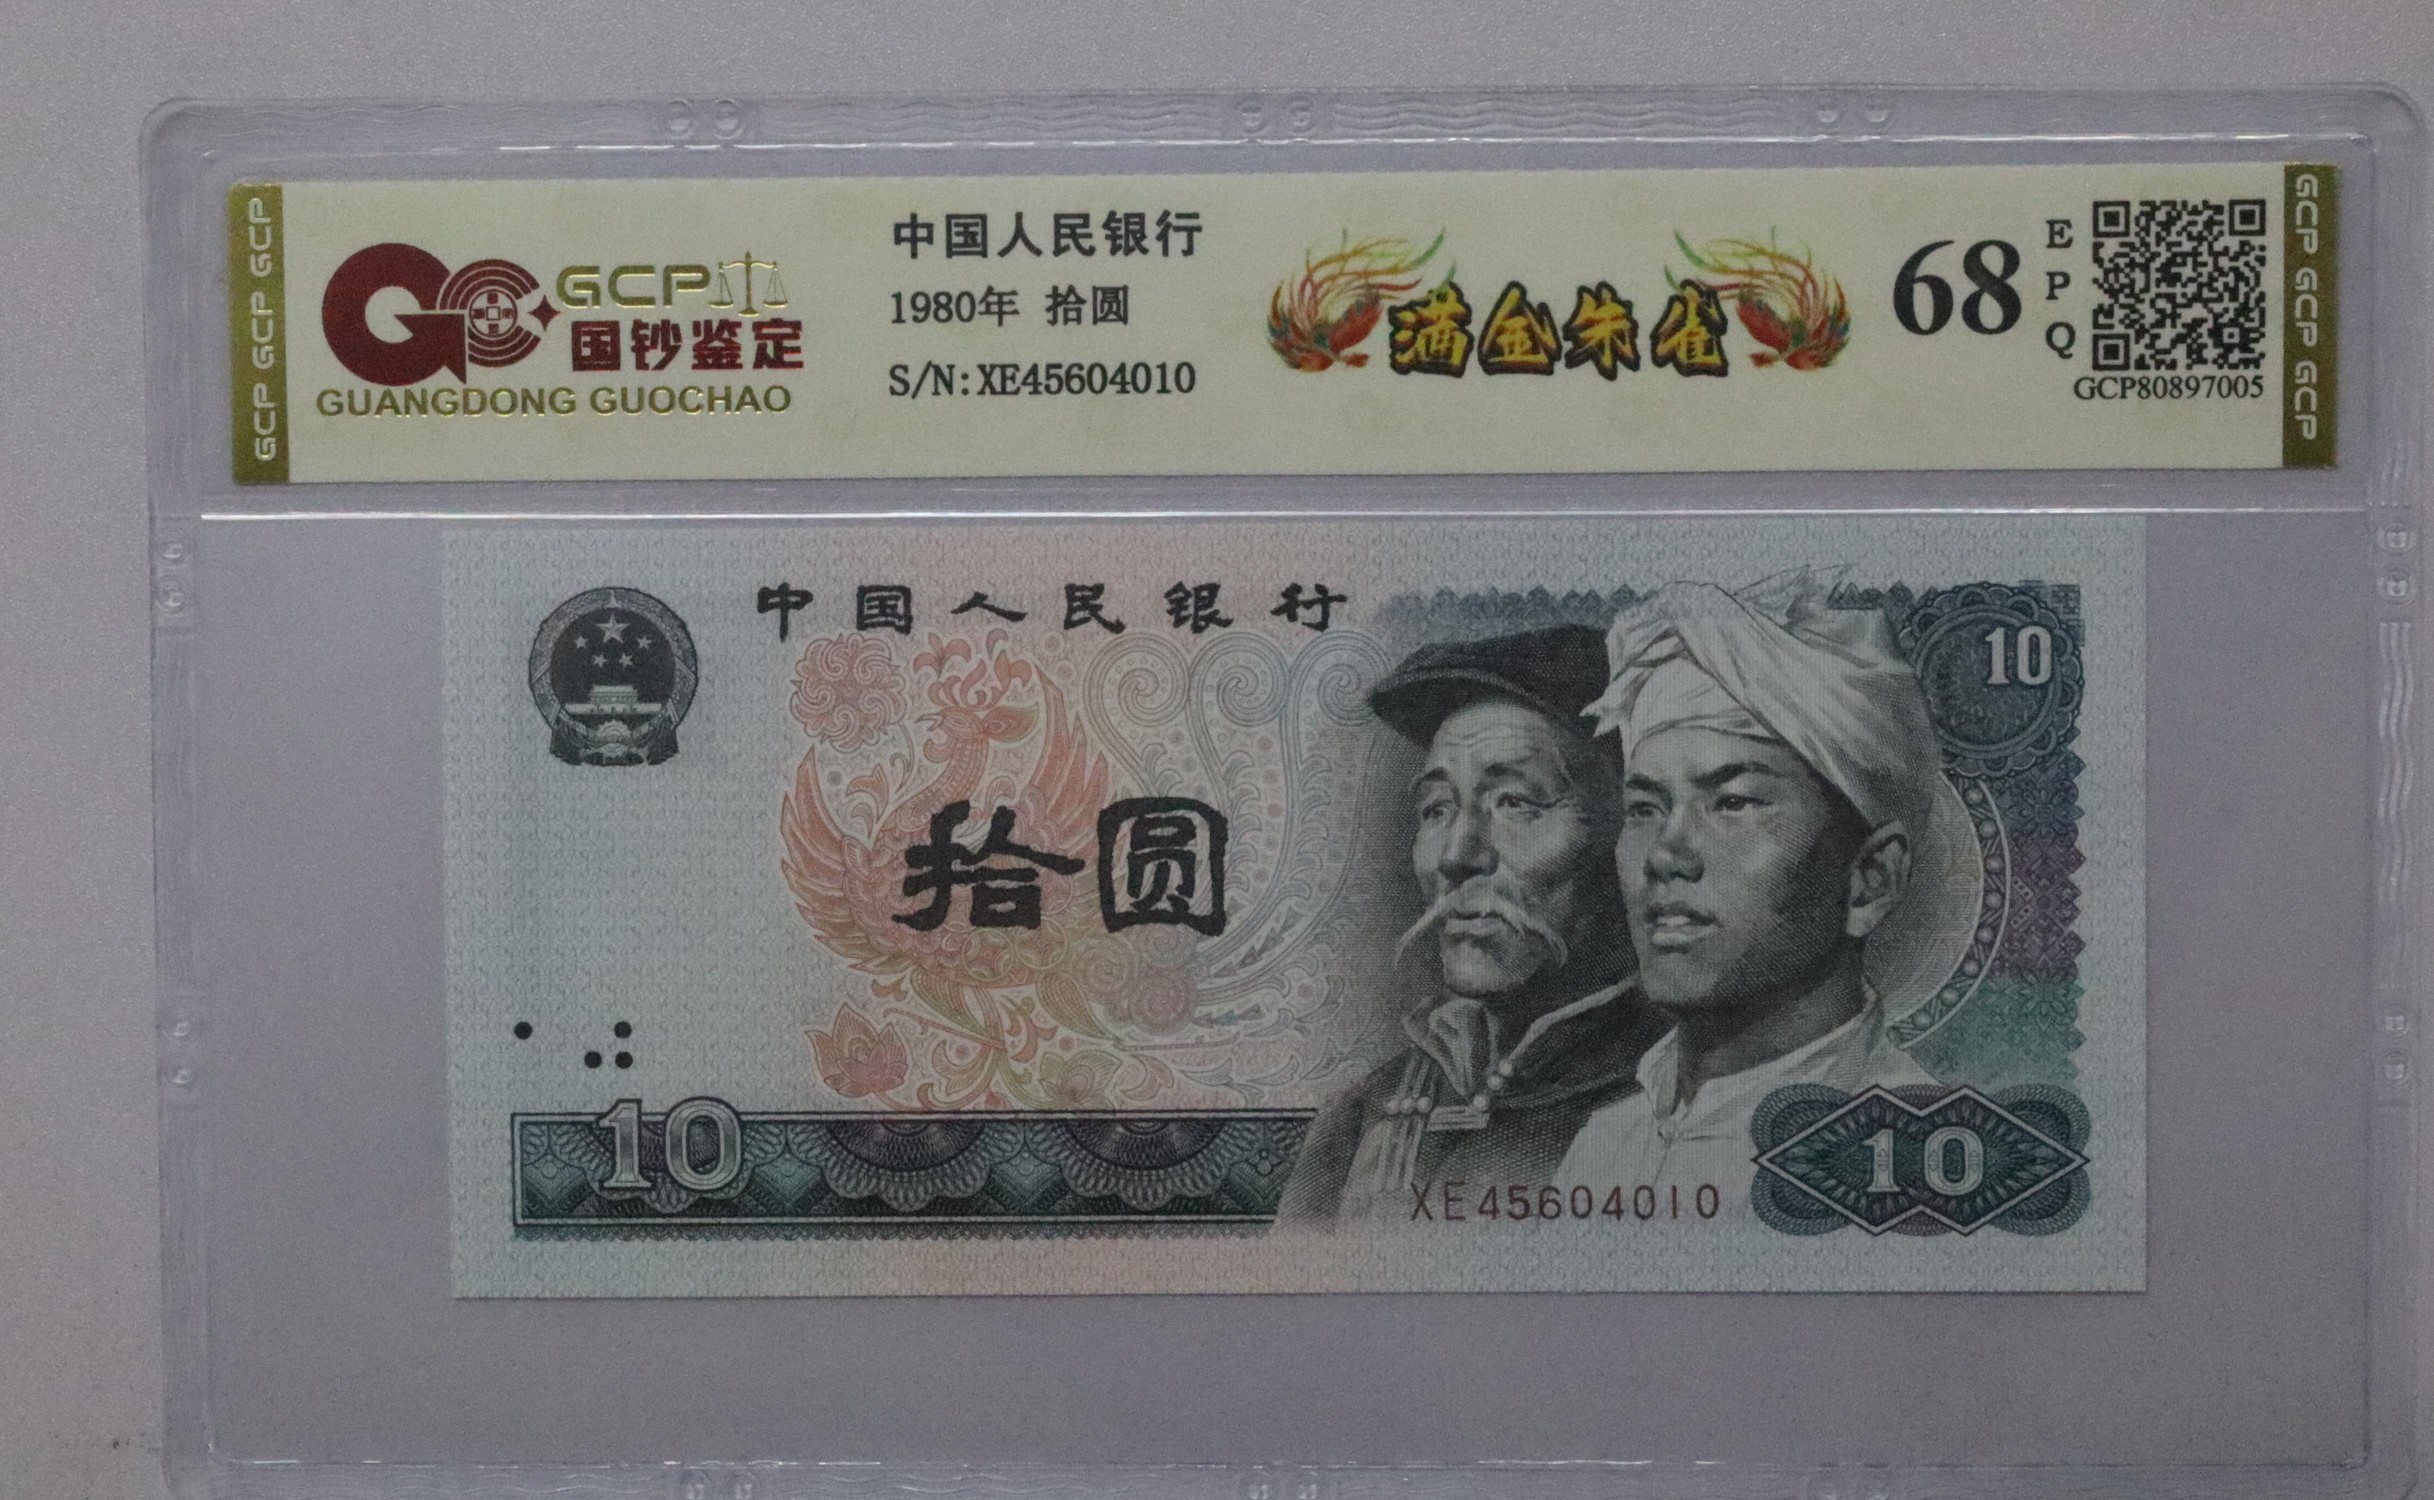 GCP GCP GCP
GCP
国钞鉴定
GUANGDONG GUOCHAO
中国人民银行
1980年 拾圆
S/N:XE45604010
满金朱雀
68
E
P
Q
GCP80897005
GCP GCP GCP
中国人民银行
10
拾圆
10
XE45604010
10